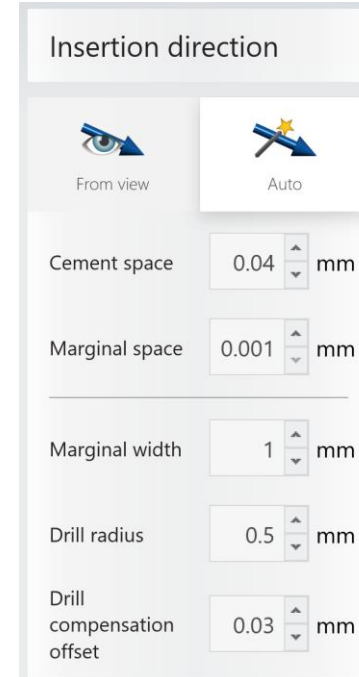 Insertion direction
From view Auto
Cement space 0.04 mm
Marginal space 0.001 mm
Marginal width 1 mm
Drill radius 0.5 mm
Drill
compensation 0.03 mm
offset